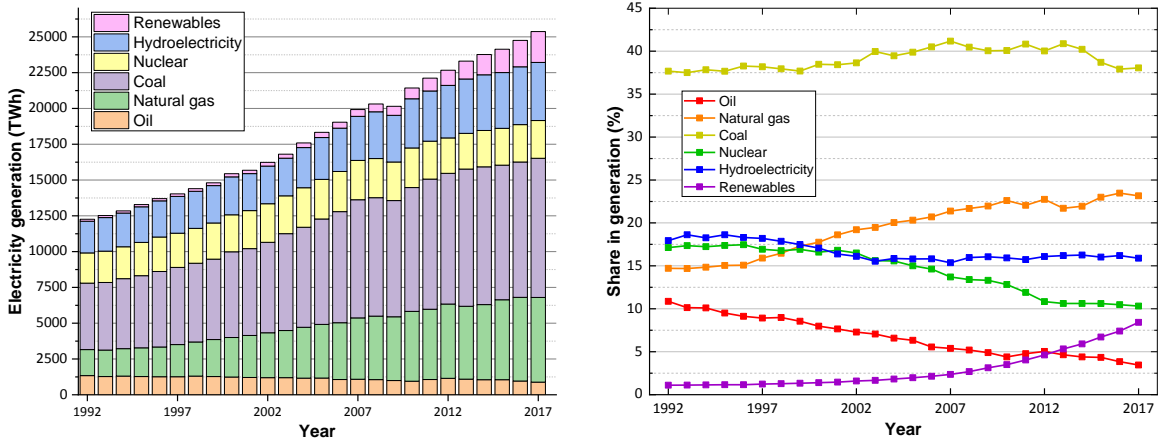 Renewables
Hydroelectricity
Nuclear
Coal
Natural gas
Oil
Electricity generation (TWh)
25000
22500
20000
17500
15000
12500
10000
7500
5000
2500
0
1992 1997 2002 2007 2012 2017
Year
Share in generation (%)
45
40
35
30
25
20
15
10
5
0
Oil
Natural gas
Coal
Nuclear
Hydroelectricity
Renewables
1992 1997 2002 2007 2012 2017
Year